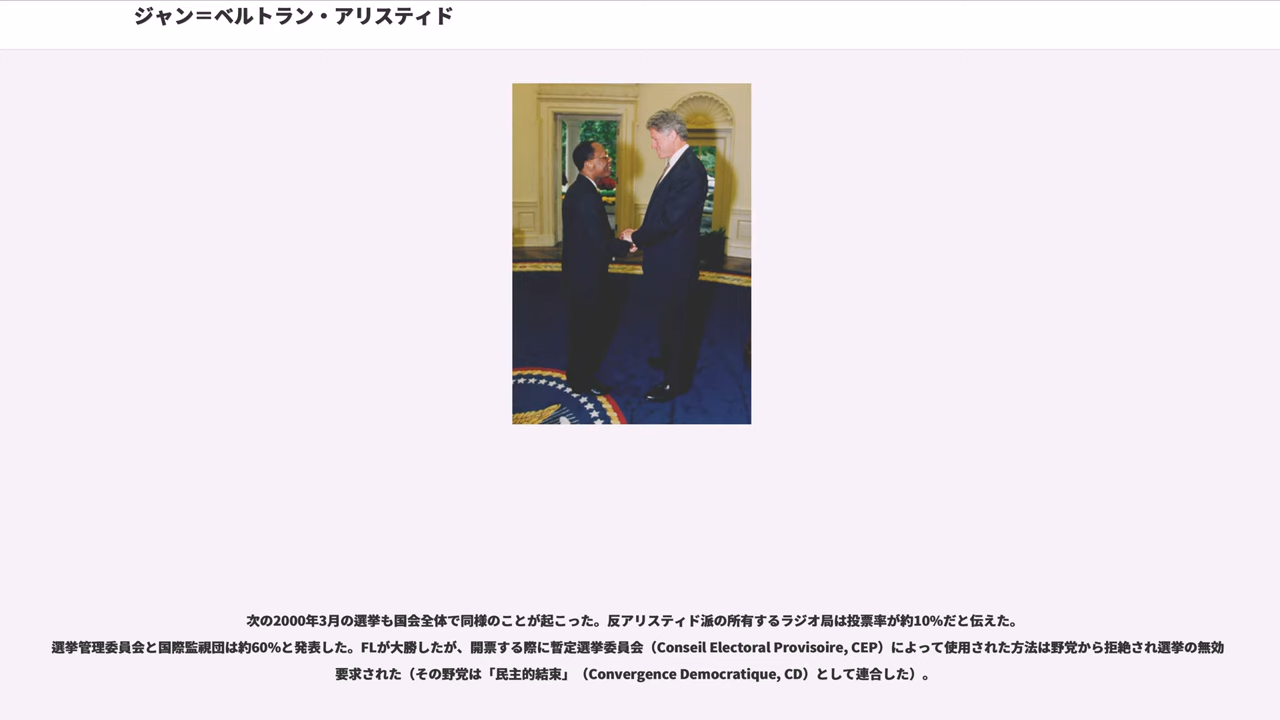 ジャン＝ベルトラン・アリスティド
次の2000年3月の選挙も国会全体で同様のことが起こった。反アリスティド派の所有するラジオ局は投票率が約10%だと伝えた。
選挙管理委員会と国際監視団は約60%と発表した。FLが大勝したが、開票する際に暫定選挙委員会（Conseil Electoral Provisoire, CEP）によって使用された方法は野党から拒絶され選挙の無効
要求された（その野党は「民主的結束」（Convergence Democratique, CD）として連合した）。